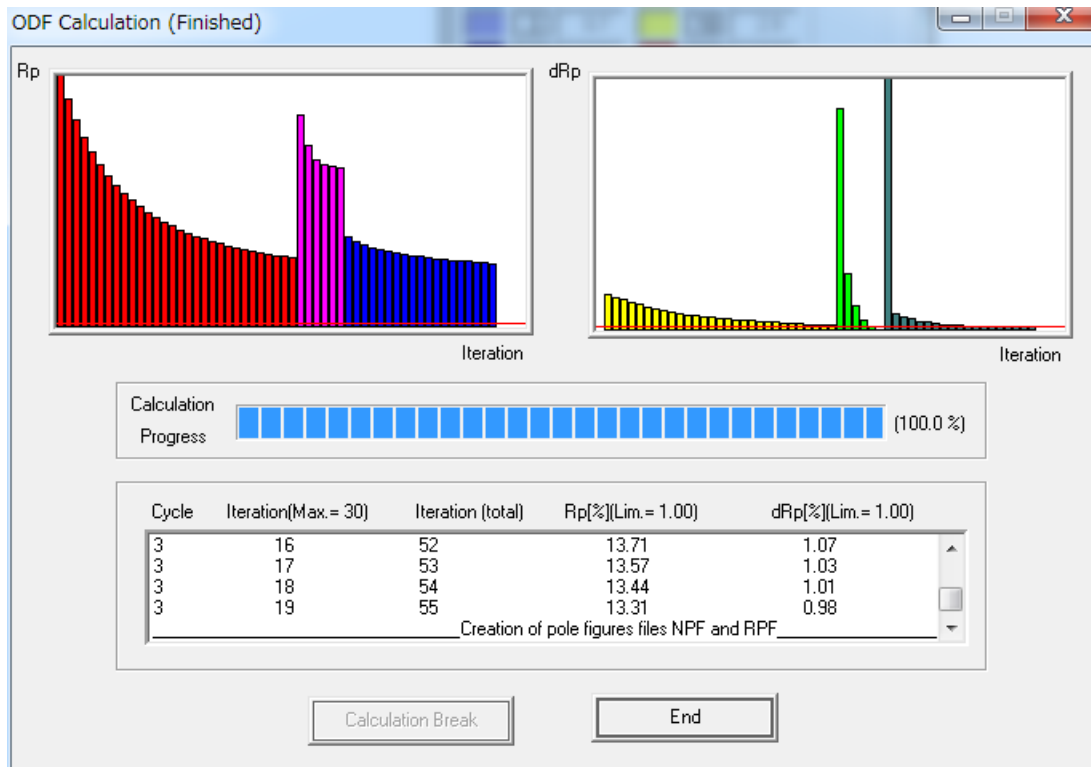 ODF Calculation (Finished)
Rp
dRp
Iteration
Iteration
Calculation
Progress
(100.0 %)
Cycle Iteration(Max.= 30) Iteration (total) Rp[%](Lim.= 1.00) dRp[%](Lim.= 1.00)
3 16 52 13.71 1.07
3 17 53 13.57 1.03
3 18 54 13.44 1.01
3 19 55 13.31 0.98
Creation of pole figures files NPF and RPF
Calculation Break
End